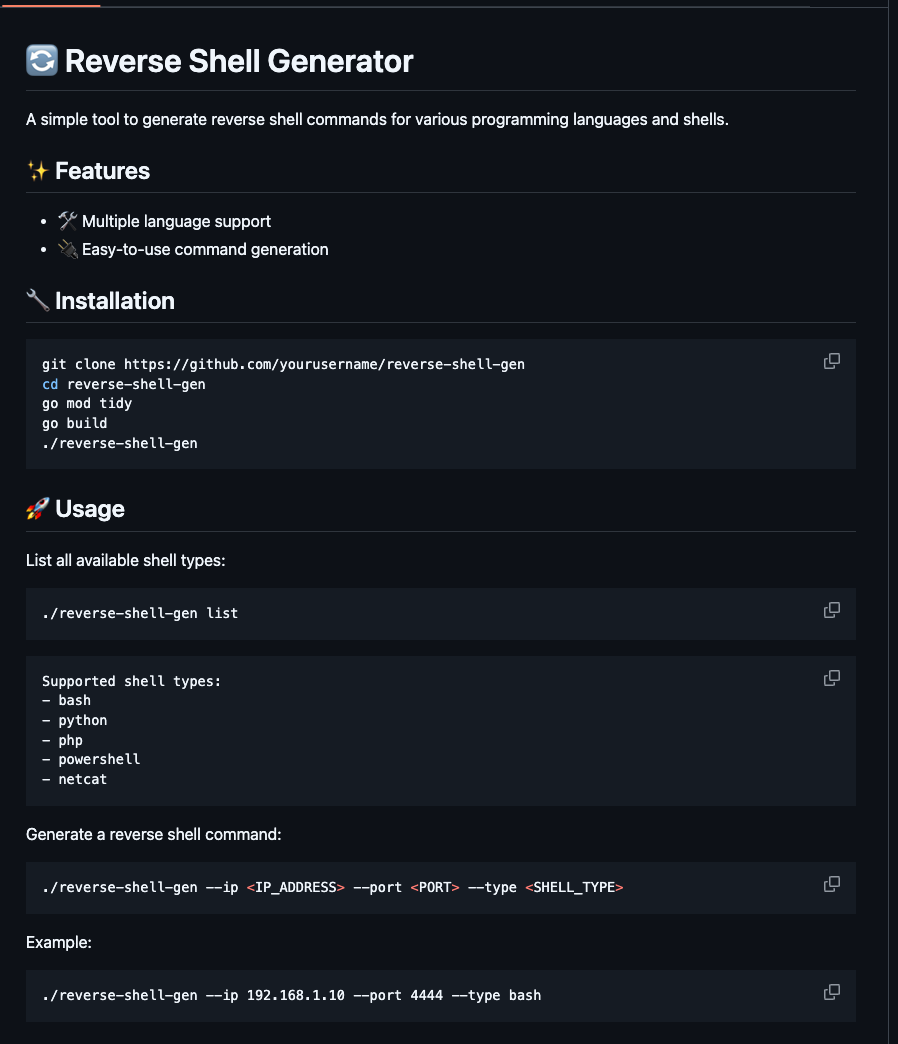 Reverse Shell Generator
A simple tool to generate reverse shell commands for various programming languages and shells.
Features
• Multiple language support
• Easy-to-use command generation
Installation
git clone https://github.com/yourusername/reverse-shell-gen
cd reverse-shell-gen
go mod tidy
go build
./reverse-shell-gen
Usage
List all available shell types:
./reverse-shell-gen list
Supported shell types:
- bash
- python
- php
- powershell
- netcat
Generate a reverse shell command:
./reverse-shell-gen --ip <IP_ADDRESS> --port <PORT> --type <SHELL_TYPE>
Example:
./reverse-shell-gen --ip 192.168.1.10 --port 4444 --type bash